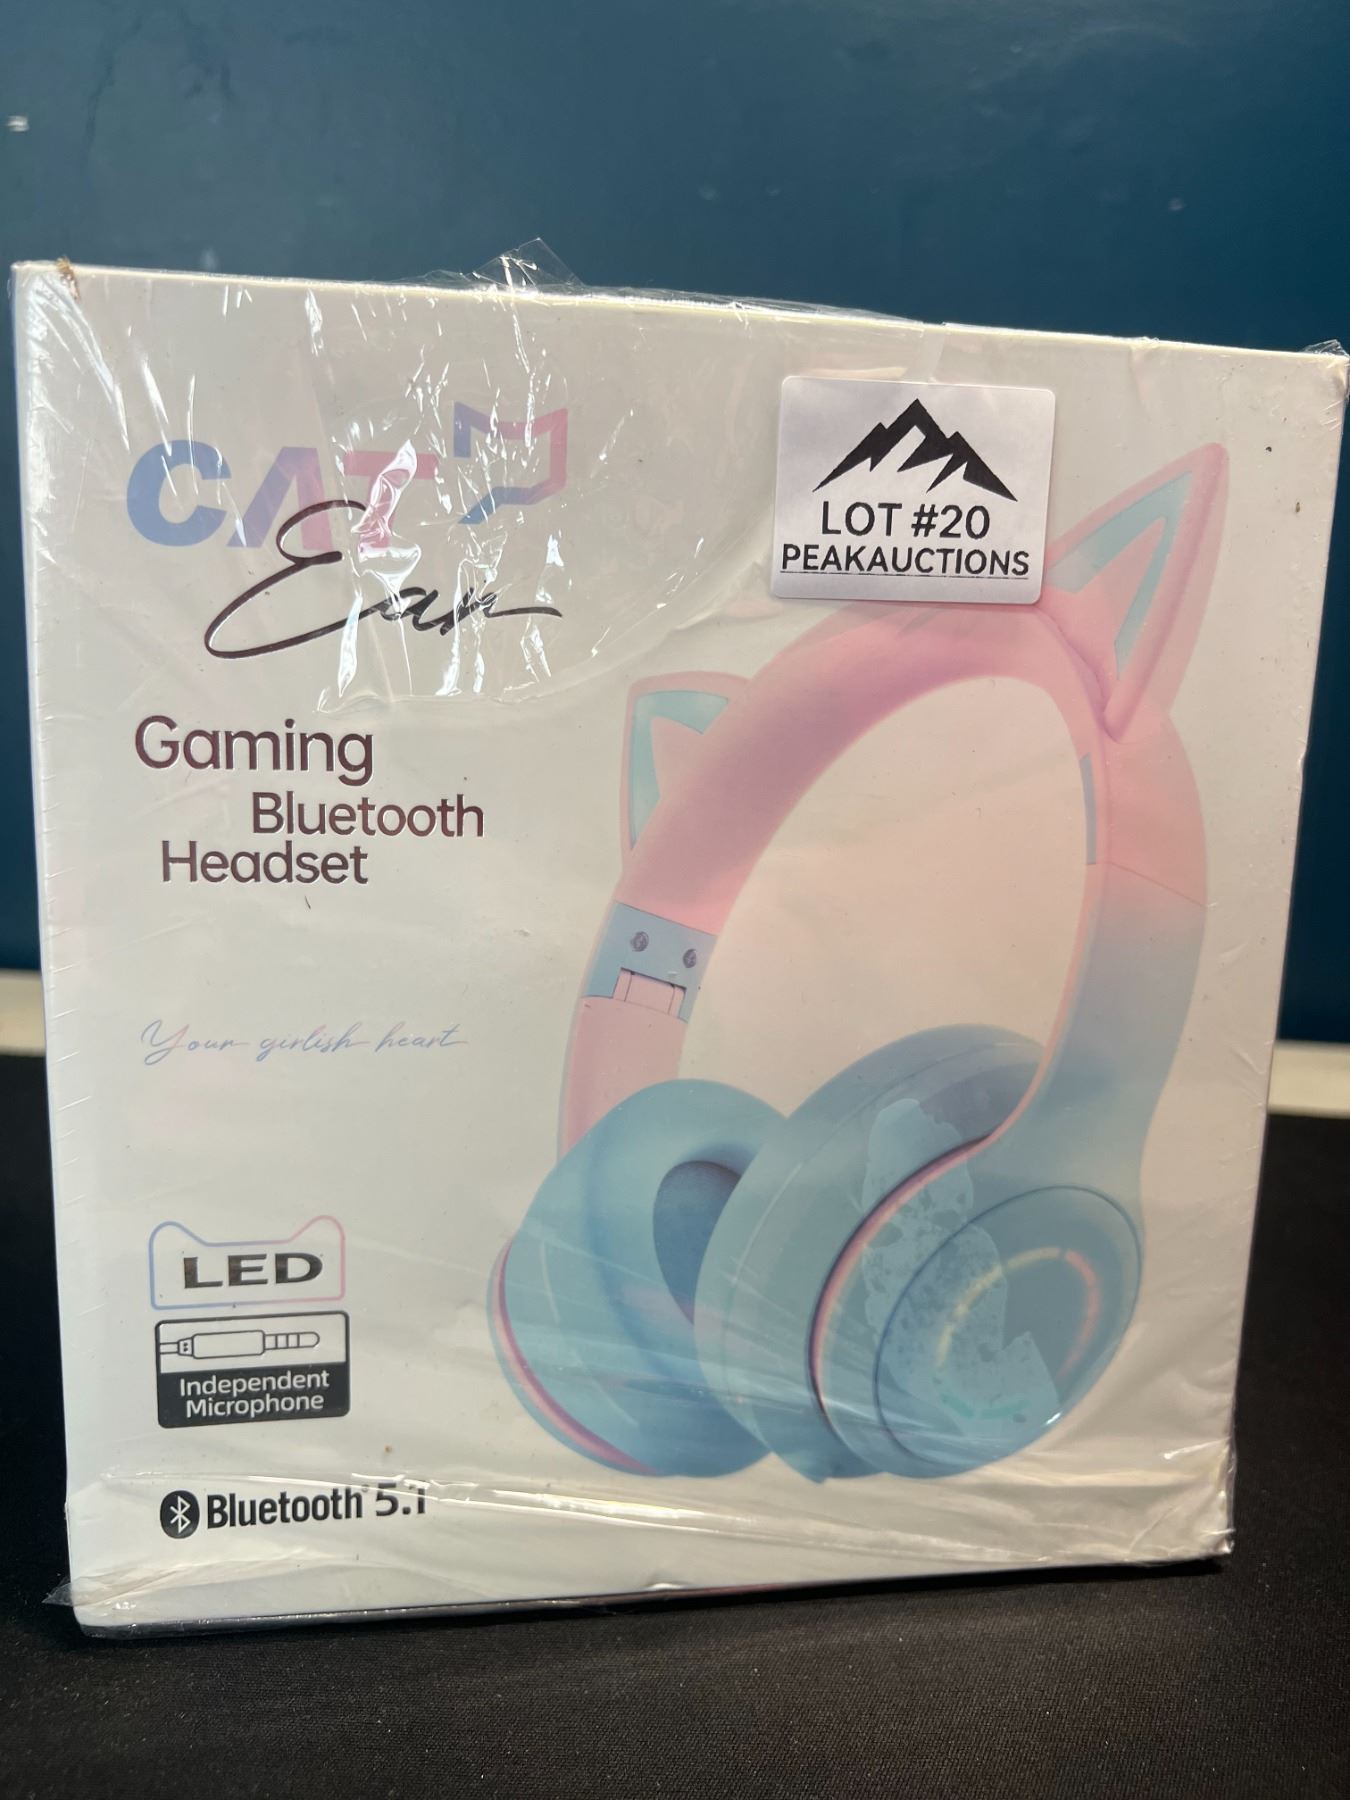 CAT
Ear
LOT #20
PEAKAUCTIONS
Gaming
Bluetooth
Headset
Your girlish heart
LED
Independent
Microphone
Bluetooth® 5.1